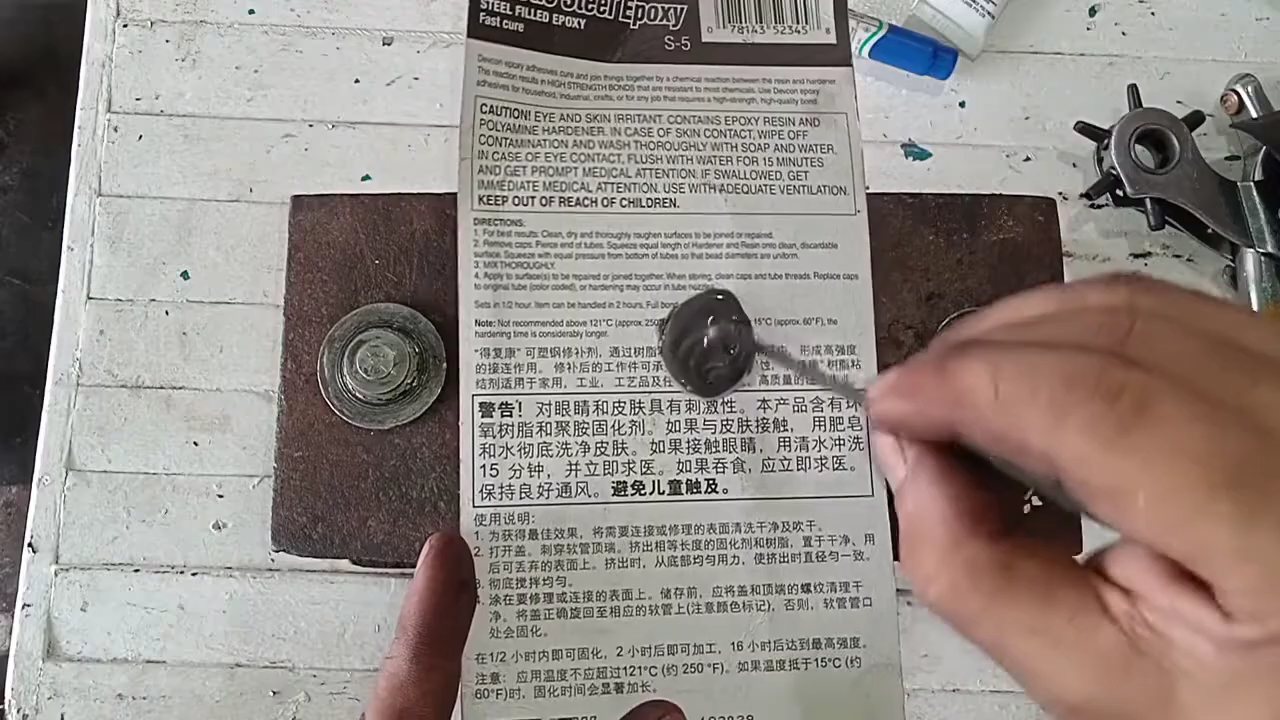 Steel Epoxy
STEEL FILLED EPOXY
Fast cure
S-5
0 78143 52345 8
Devcon epoxy adhesives cure and join things together by a chemical reaction between the resin and hardener.
This reaction results in HIGH STRENGTH BONDS that are resistant to most chemicals. Use Devcon epoxy
adhesives for household, industrial, crafts, or for any job that requires a high-strength, high-quality bond.
CAUTION! EYE AND SKIN IRRITANT. CONTAINS EPOXY RESIN AND
POLYAMINE HARDENER. IN CASE OF SKIN CONTACT, WIPE OFF
CONTAMINATION AND WASH THOROUGHLY WITH SOAP AND WATER.
IN CASE OF EYE CONTACT, FLUSH WITH WATER FOR 15 MINUTES
AND GET PROMPT MEDICAL ATTENTION. IF SWALLOWED, GET
IMMEDIATE MEDICAL ATTENTION. USE WITH ADEQUATE VENTILATION.
KEEP OUT OF REACH OF CHILDREN.
DIRECTIONS:
1. For best results: Clean, dry and thoroughly roughen surfaces to be joined or repaired.
2. Remove caps. Pierce end of tubes. Squeeze equal length of Hardener and Resin onto clean, discardable
surface. Squeeze with equal pressure from bottom of tubes so that bead diameters are uniform.
3. MIX THOROUGHLY.
4. Apply to surface(s) to be repaired or joined together. When storing, clean caps and tube threads. Replace caps
to original tube (color coded), or hardening may occur in tube nozzles.
Sets in 1/2 hour. Item can be handled in 2 hours. Full bond
Note: Not recommended above 121°C (approx. 250 15°C (approx. 60°F), the
hardening time is considerably longer.
“得复康” 可塑钢修补剂，通过树脂 形成高强度
的接连作用。 修补后的工作件可承 蚀， 树脂粘
结剂适用于家用，工业，工艺品及任 高质量的
警告！对眼睛和皮肤具有刺激性。本产品含有环
氧树脂和聚胺固化剂。如果与皮肤接触，用肥皂
和水彻底洗净皮肤。如果接触眼睛，用清水冲洗
15 分钟，并立即求医。如果吞食，应立即求医。
保持良好通风。避免儿童触及。
使用说明：
1. 为获得最佳效果，将需要连接或修理的表面清洗干净及吹干。
2. 打开盖。刺穿软管顶端。挤出相等长度的固化剂和树脂，置于干净、用
后可丢弃的表面上。挤出时，从底部均匀用力，使挤出时直径匀一致。
3. 彻底搅拌均匀。
4. 涂在要修理或连接的表面上。储存前，应将盖和顶端的螺纹清理干
净。将盖正确旋回至相应的软管上(注意颜色标记)，否则，软管管口
处会固化。
在1/2 小时内即可固化，2 小时后即可加工，16 小时后达到最高强度。
注意：应用温度不应超过121°C (约 250 °F)。如果温度抵于15°C (约
60°F)时，固化时间会显著加长。